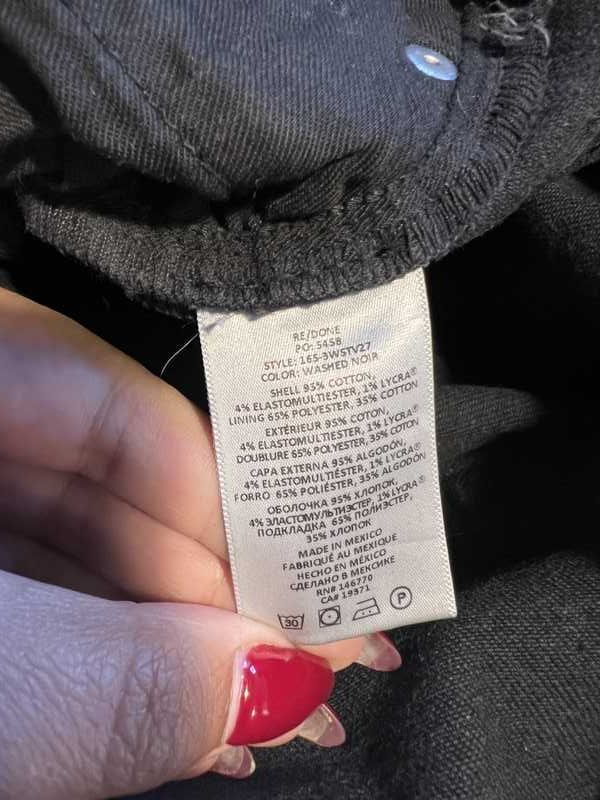 RE/DONE
PO: 5458
STYLE: 165-3WSTV27
COLOR: WASHED NOIR
SHELL 95% COTTON,
4% ELASTOMULTIESTER, 1% LYCRA®
LINING 65% POLYESTER, 35% COTTON
EXTÉRIEUR 95% COTON,
4% ELASTOMULTIESTER, 1% LYCRA®
DOUBLURE 65% POLYESTER, 35% COTON
CAPA EXTERNA 95% ALGODÓN,
4% ELASTOMULTIÉSTER, 1% LYCRA®
FORRO 65% POLIÉSTER, 35% ALGODÓN
ОБОЛОЧКА 95% ХЛОПОК,
4% ЭЛАСТОМУЛЬТИЭСТЕР, 1% LYCRA®
ПОДКЛАДКА 65% ПОЛИЭСТЕР,
35% ХЛОПОК
MADE IN MEXICO
FABRIQUÉ AU MEXIQUE
HECHO EN MÉXICO
СДЕЛАНО В МЕКСИКЕ
RN# 146770
CA# 19371
30 P